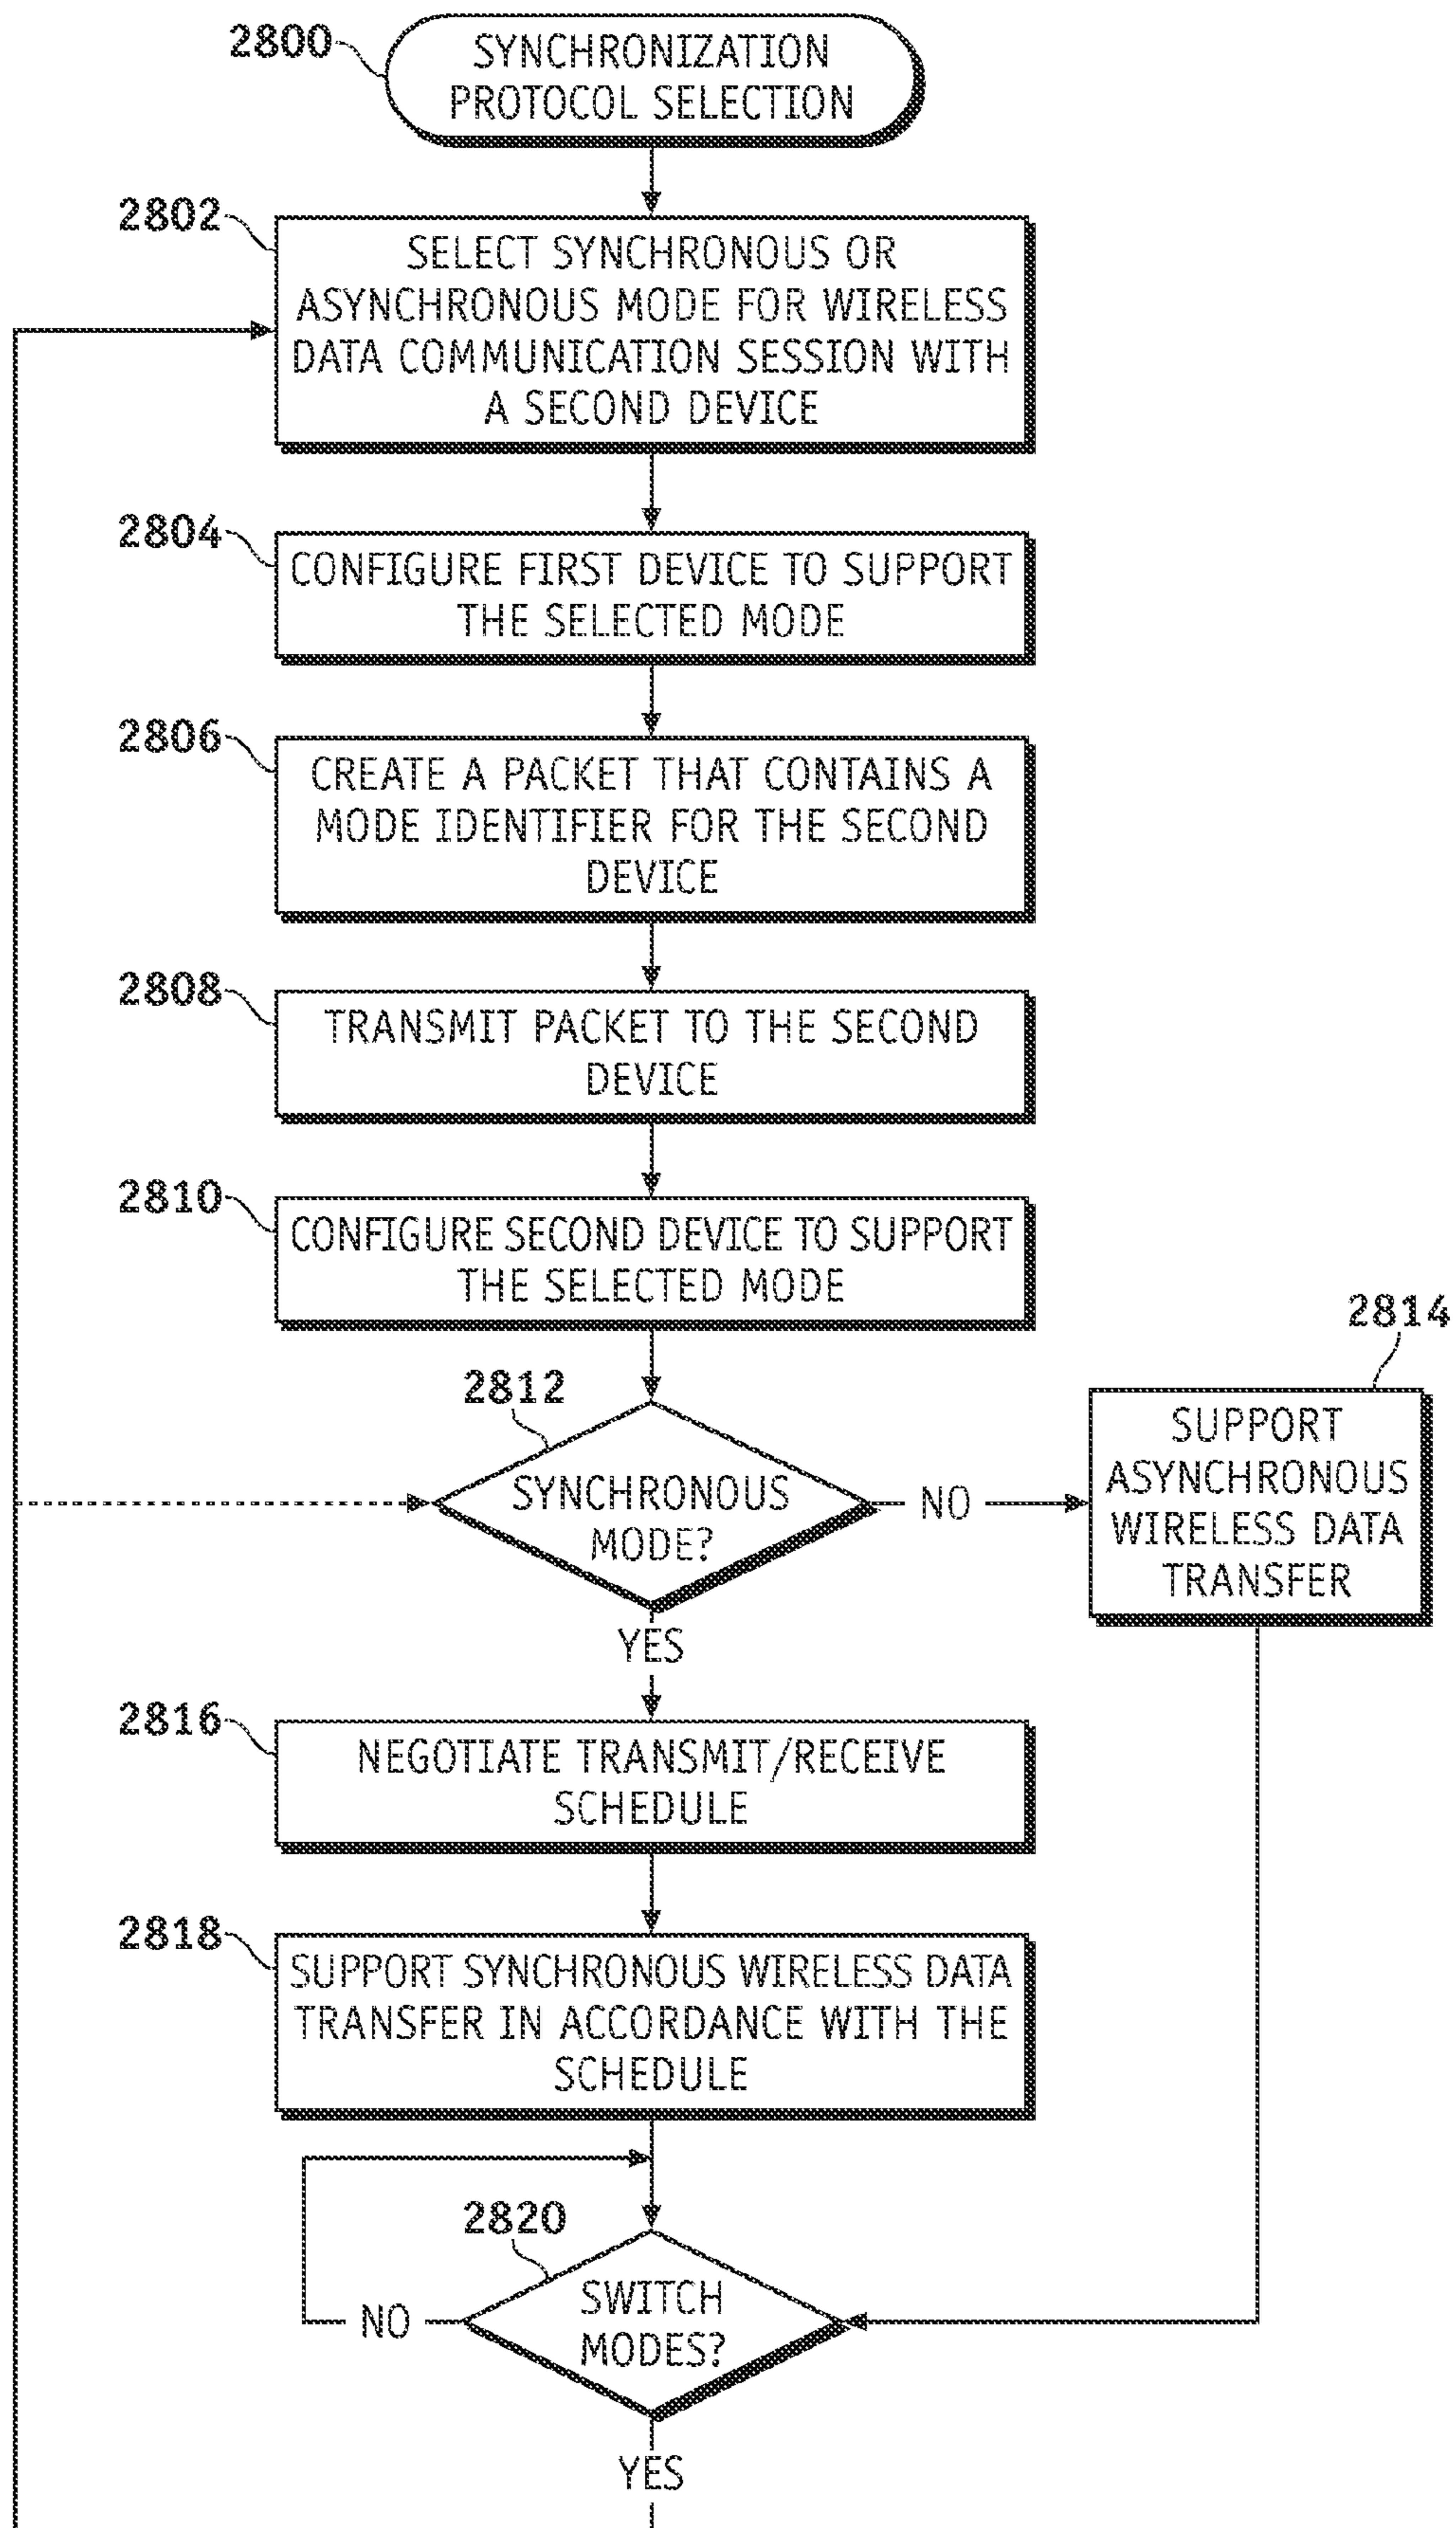 2800
SYNCHRONIZATION
PROTOCOL SELECTION
2802
SELECT SYNCHRONOUS OR
ASYNCHRONOUS MODE FOR WIRELESS
DATA COMMUNICATION SESSION WITH
A SECOND DEVICE
2804
CONFIGURE FIRST DEVICE TO SUPPORT
THE SELECTED MODE
2806
CREATE A PACKET THAT CONTAINS A
MODE IDENTIFIER FOR THE SECOND
DEVICE
2808
TRANSMIT PACKET TO THE SECOND
DEVICE
2810
CONFIGURE SECOND DEVICE TO SUPPORT
THE SELECTED MODE
2812
SYNCHRONOUS
MODE?
NO
2814
SUPPORT
ASYNCHRONOUS
WIRELESS DATA
TRANSFER
YES
2816
NEGOTIATE TRANSMIT/RECEIVE
SCHEDULE
2818
SUPPORT SYNCHRONOUS WIRELESS DATA
TRANSFER IN ACCORDANCE WITH THE
SCHEDULE
2820
SWITCH
MODES?
NO
YES